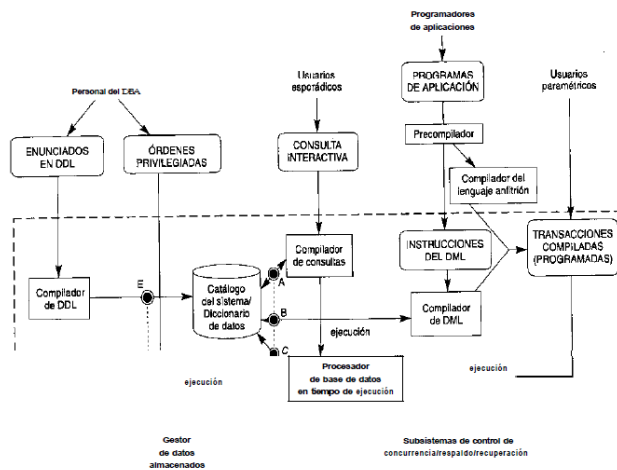 Programadores
de aplicaciones
Usuarios
esporádicos
PROGRAMAS
DE APLICACIÓN
Usuarios
paramétricos
Personal del DBA
Precompilador
ENUNCIADOS
EN DDL
ÓRDENES
PRIVILEGIADAS
CONSULTA
INTERACTIVA
Compilador del
lenguaje anfitrión
Compilador
de consultas
INSTRUCCIONES
DEL DML
TRANSACCIONES
COMPILADAS
(PROGRAMADAS)
Compilador
de DDL
E
Catálogo
del sistema/
Diccionario
de datos
A
B
C
Compilador
de DML
ejecución
ejecución
Procesador
de base de datos
en tiempo de ejecución
ejecución
Gestor
de datos
almacenados
Subsistemas de control de
concurrencia/respaldo/recuperación